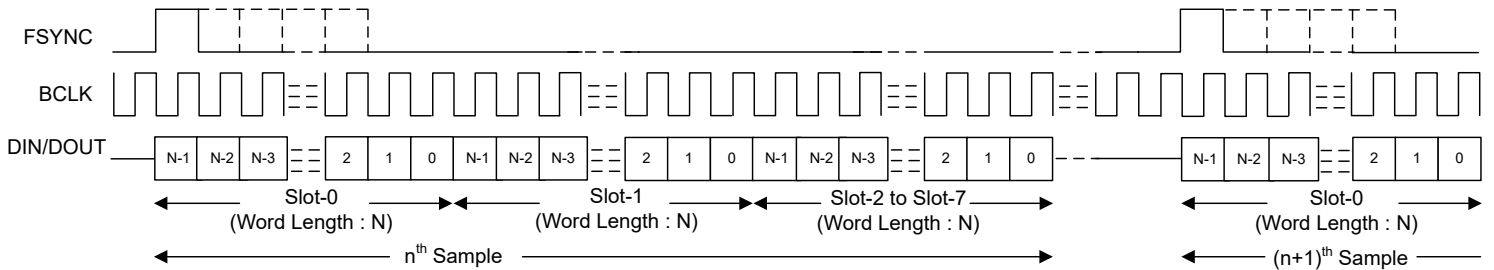 FSYNC
BCLK
DIN/DOUT
N-1 N-2 N-3 2 1 0 N-1 N-2 N-3 2 1 0 N-1 N-2 N-3 2 1 0 N-1 N-2 N-3 2 1 0
Slot-0 Slot-1 Slot-2 to Slot-7 Slot-0
(Word Length : N) (Word Length : N) (Word Length : N) (Word Length : N)
nth Sample (n+1)th Sample